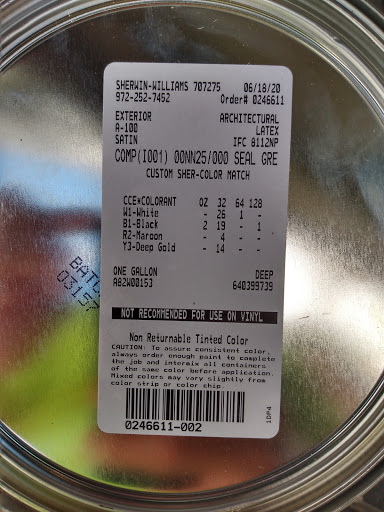 SHERWIN-WILLIAMS 707275 06/18/20
972-252-7452 Order# 0246611
EXTERIOR ARCHITECTURAL
A-100 LATEX
SATIN IFC 8112NP
COMP(I001) 00NN25/000 SEAL GRE
CUSTOM SHER-COLOR MATCH
CCE*COLORANT OZ 32 64 128
W1-White - 26 1 -
B1-Black 2 19 - 1
R2-Maroon - 4 - -
Y3-Deep Gold - 14 - -
ONE GALLON DEEP
A82W00153 640399739
NOT RECOMMENDED FOR USE ON VINYL
Non Returnable Tinted Color
CAUTION: To assure consistent color,
always order enough paint to complete
the job and intermix all containers
of the same color before application.
Mixed colors may vary slightly from
color strip or color chip.
0246611-002
1DP4
03157